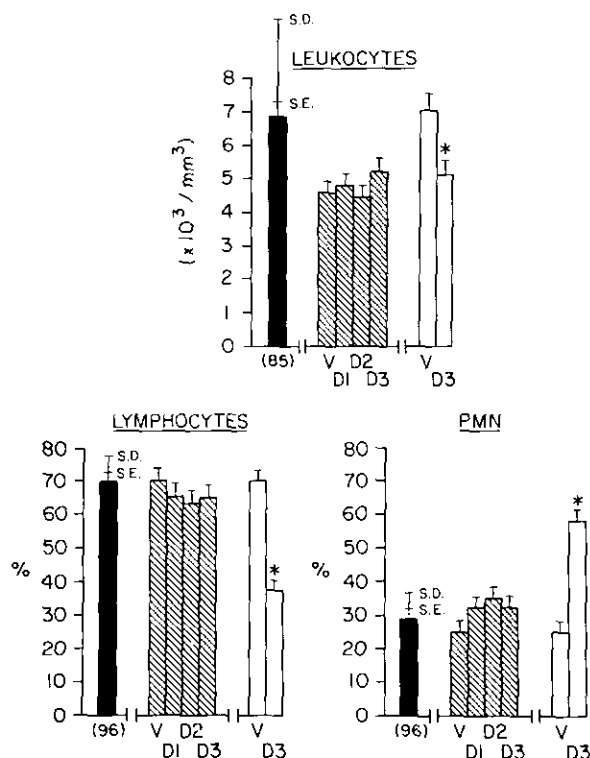 S.D.
LEUKOCYTES
8
7
6
5
4
3
2
1
0
(x 10³/mm³)
S.E.
*
(85)
V D2
D1 D3
V
D3
LYMPHOCYTES
80
70
60
50
40
30
20
10
0
%
S.D.
S.E.
*
(96)
V D2
D1 D3
V
D3
PMN
80
70
60
50
40
30
20
10
0
%
S.D.
S.E.
*
(96)
V D2
D1 D3
V
D3